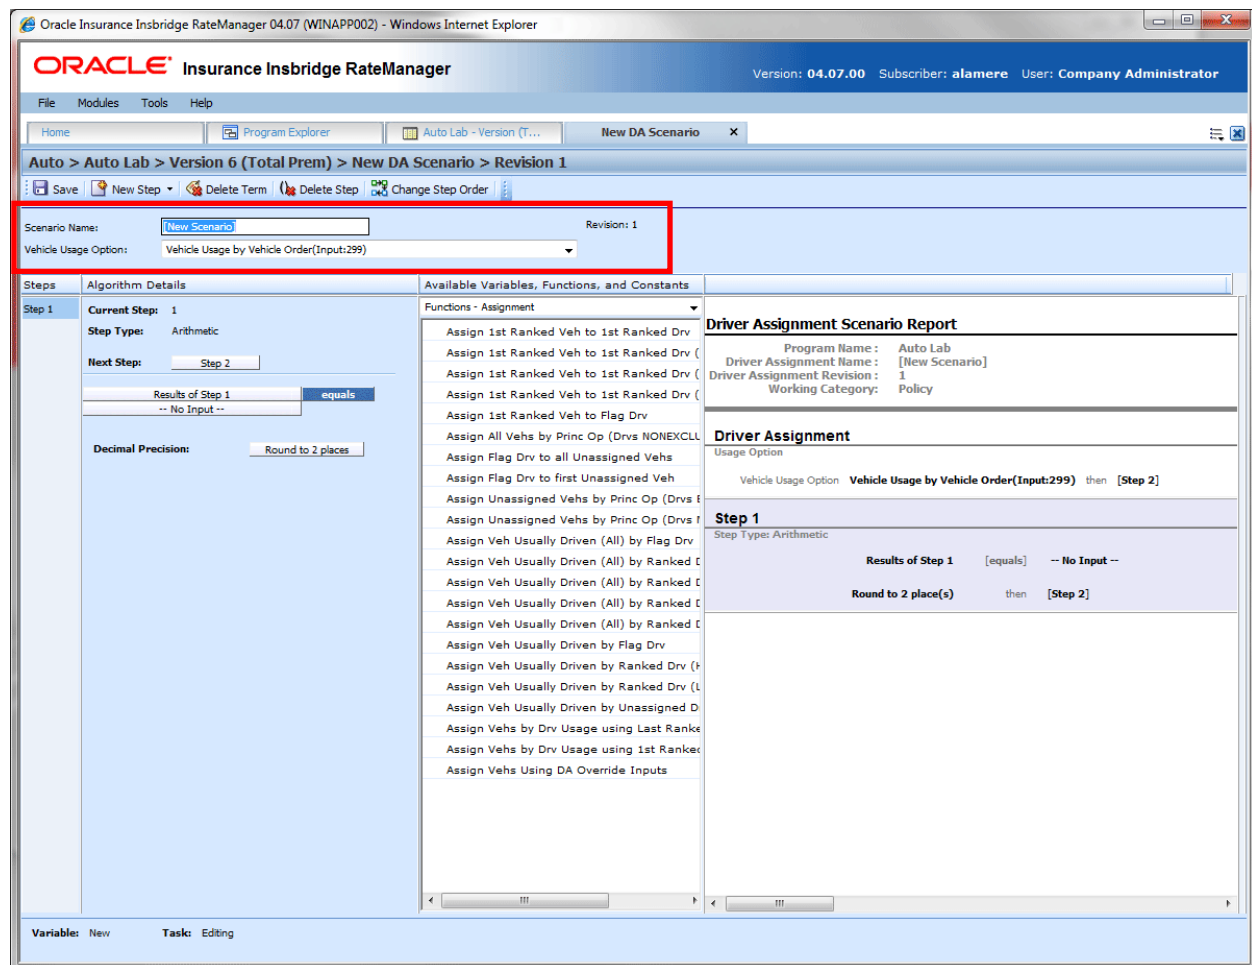 Oracle Insurance Insbridge RateManager 04.07 (WINAPP002) - Windows Internet Explorer
ORACLE Insurance Insbridge RateManager
Version: 04.07.00 Subscriber: alamere User: Company Administrator
File Modules Tools Help
Home Program Explorer Auto Lab - Version (T... New DA Scenario
Auto > Auto Lab > Version 6 (Total Prem) > New DA Scenario > Revision 1
Save New Step Delete Term Delete Step Change Step Order
Scenario Name: [New Scenario] Revision: 1
Vehicle Usage Option: Vehicle Usage by Vehicle Order(Input:299)
Steps Algorithm Details Available Variables, Functions, and Constants
Step 1
Current Step: 1
Step Type: Arithmetic
Next Step: Step 2
Results of Step 1 equals
-- No Input --
Decimal Precision: Round to 2 places
Functions - Assignment
Assign 1st Ranked Veh to 1st Ranked Drv
Assign 1st Ranked Veh to 1st Ranked Drv (
Assign 1st Ranked Veh to 1st Ranked Drv (
Assign 1st Ranked Veh to 1st Ranked Drv (
Assign 1st Ranked Veh to Flag Drv
Assign All Vehs by Princ Op (Drvs NONEXCLU
Assign Flag Drv to all Unassigned Vehs
Assign Flag Drv to first Unassigned Veh
Assign Unassigned Vehs by Princ Op (Drvs
Assign Unassigned Vehs by Princ Op (Drvs
Assign Veh Usually Driven (All) by Flag Drv
Assign Veh Usually Driven (All) by Ranked
Assign Veh Usually Driven (All) by Ranked
Assign Veh Usually Driven (All) by Ranked
Assign Veh Usually Driven (All) by Ranked
Assign Veh Usually Driven by Flag Drv
Assign Veh Usually Driven by Ranked Drv (
Assign Veh Usually Driven by Ranked Drv (
Assign Veh Usually Driven by Unassigned
Assign Vehs by Drv Usage using Last Ranke
Assign Vehs by Drv Usage using 1st Ranked
Assign Vehs Using DA Override Inputs
Driver Assignment Scenario Report
Program Name : Auto Lab
Driver Assignment Name : [New Scenario]
Driver Assignment Revision : 1
Working Category: Policy
Driver Assignment
Usage Option
Vehicle Usage Option Vehicle Usage by Vehicle Order(Input:299) then [Step 2]
Step 1
Step Type: Arithmetic
Results of Step 1 [equals] -- No Input --
Round to 2 place(s) then [Step 2]
Variable: New Task: Editing